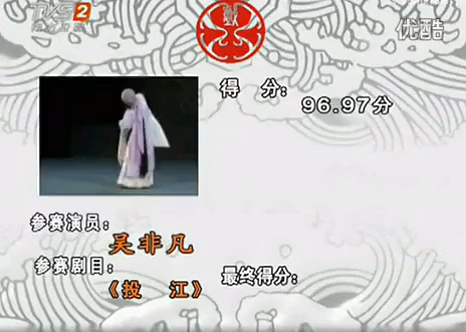 TVS2
优酷
得 分:
96.97分
参赛演员:
吴非凡
参赛剧目:
《投 江》
最终得分: